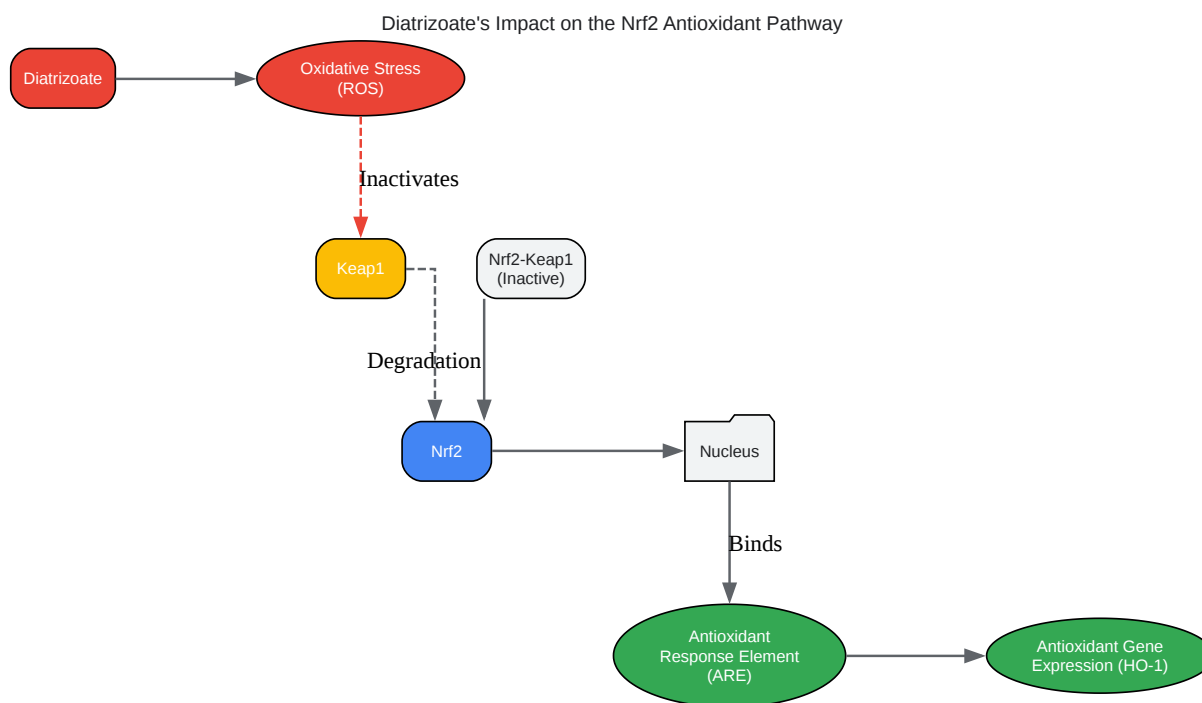 Diatrizoate's Impact on the Nrf2 Antioxidant Pathway
Diatrizoate
Oxidative Stress
(ROS)
Inactivates
Keap1
Nrf2-Keap1
(Inactive)
Degradation
Nrf2
Nucleus
Binds
Antioxidant
Response Element
(ARE)
Antioxidant Gene
Expression (HO-1)